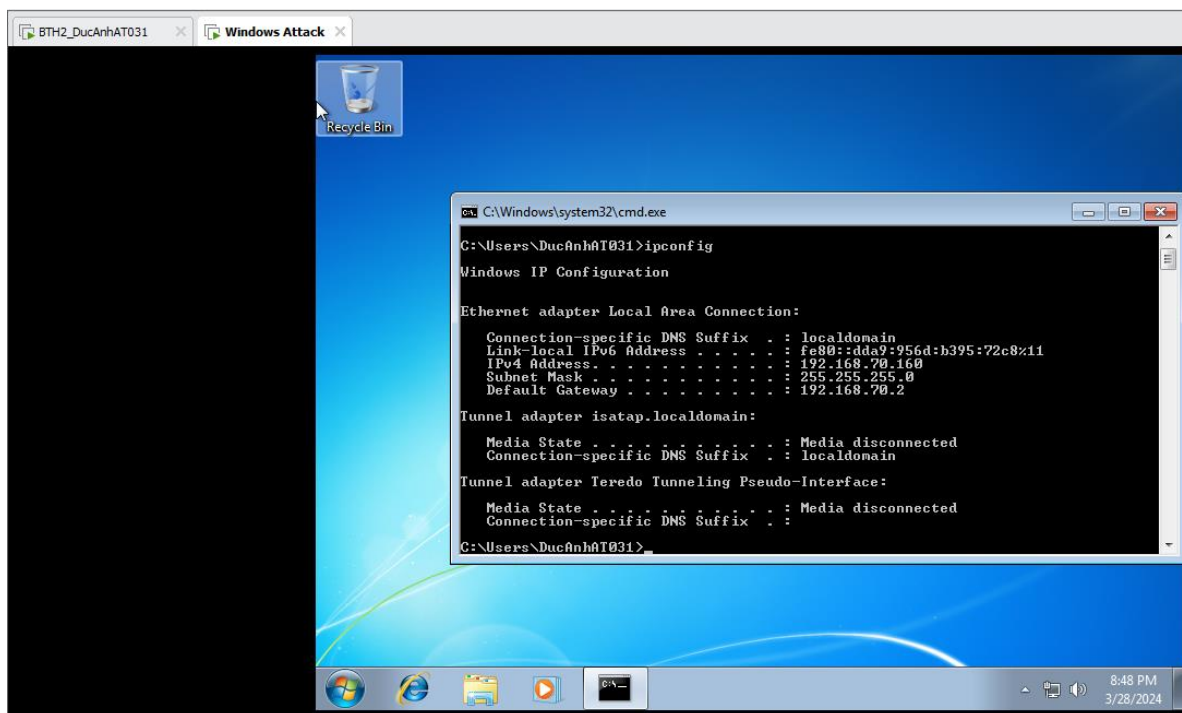 BTH2_DucAnhAT031
Windows Attack
Recycle Bin
C:\Windows\system32\cmd.exe
C:\Users\DucAnhAT031>ipconfig
Windows IP Configuration
Ethernet adapter Local Area Connection:
Connection-specific DNS Suffix  . : localdomain
Link-local IPv6 Address . . . . . : fe80::dda9:956d:b395:72c8%11
IPv4 Address. . . . . . . . . . . : 192.168.70.160
Subnet Mask . . . . . . . . . . . : 255.255.255.0
Default Gateway . . . . . . . . . : 192.168.70.2
Tunnel adapter isatap.localdomain:
Media State . . . . . . . . . . . : Media disconnected
Connection-specific DNS Suffix  . : localdomain
Tunnel adapter Teredo Tunneling Pseudo-Interface:
Media State . . . . . . . . . . . : Media disconnected
Connection-specific DNS Suffix  . :
C:\Users\DucAnhAT031>_
C:\_
8:48 PM
3/28/2024